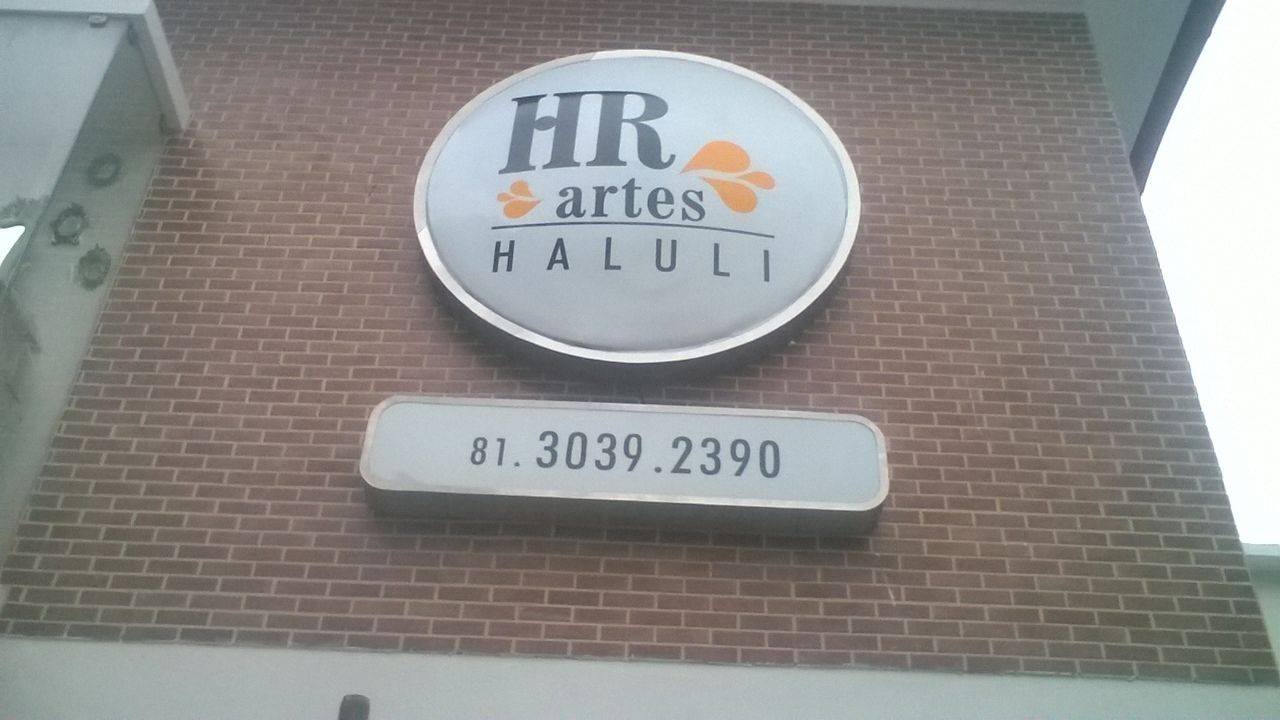 HR
artes
HALULI
81. 3039.2390